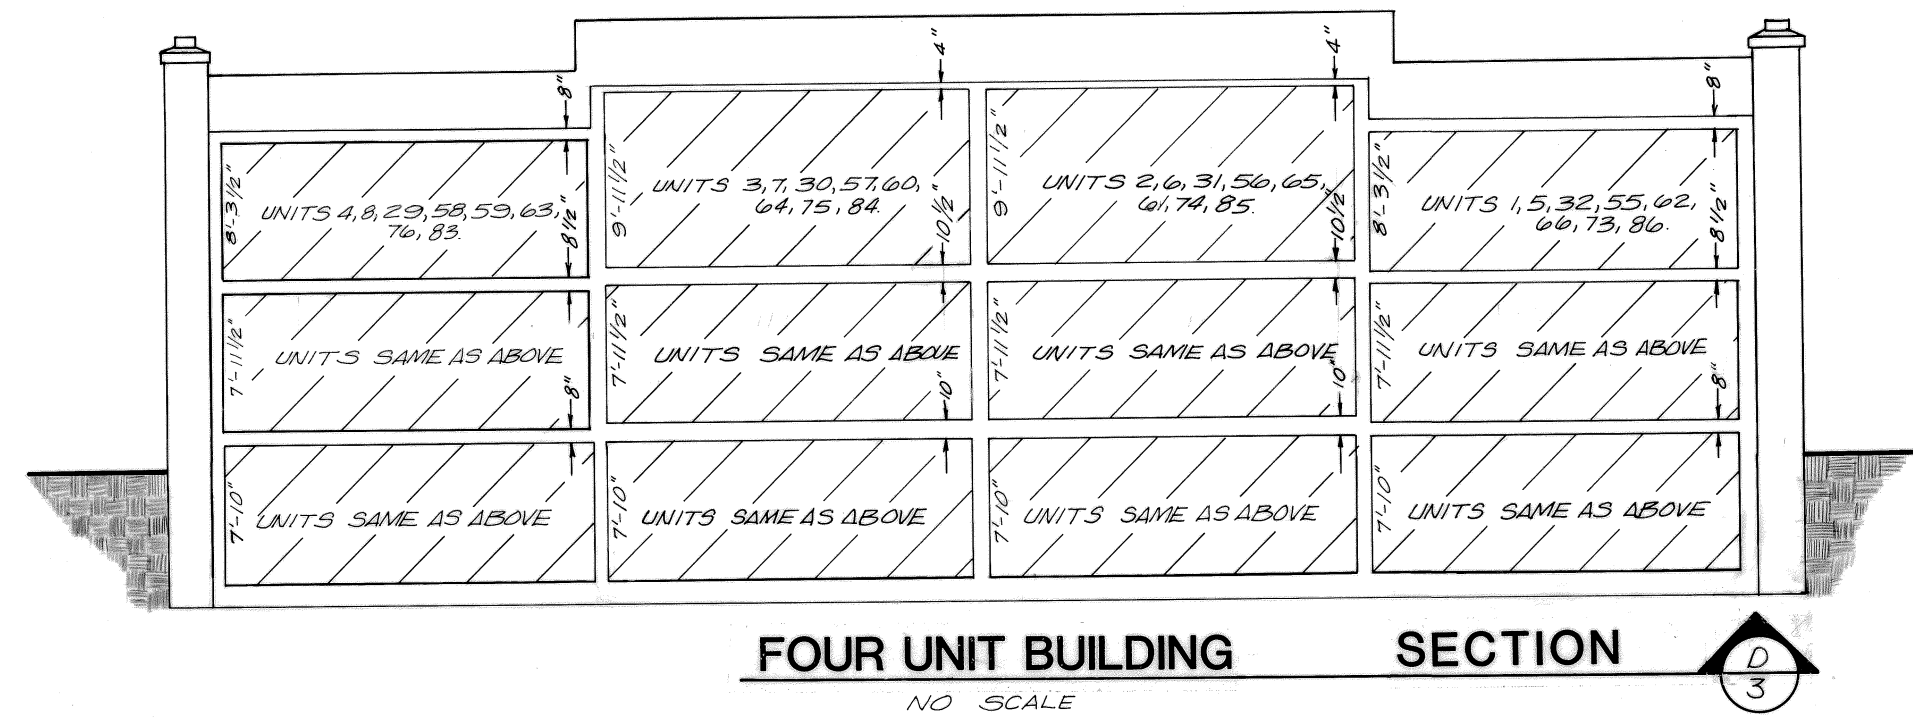 4"
4"
8"
8"
8'-3 1/2"
UNITS 4,8,29,58,59,63,
76,83.
8 1/2"
9'-11 1/2"
UNITS 3,7,30,57,60,
64,75,84.
10 1/2"
9'-11 1/2"
UNITS 2,6,31,56,65,
61,74,85.
10 1/2"
8'-3 1/2"
UNITS 1,5,32,55,62,
66,73,86.
8 1/2"
7'-11 1/2"
UNITS SAME AS ABOVE
8"
7'-11 1/2"
UNITS SAME AS ABOVE
10"
7'-11 1/2"
UNITS SAME AS ABOVE
10"
7'-11 1/2"
UNITS SAME AS ABOVE
8"
7'-10"
UNITS SAME AS ABOVE
7'-10"
UNITS SAME AS ABOVE
7'-10"
UNITS SAME AS ABOVE
7'-10"
UNITS SAME AS ABOVE
FOUR UNIT BUILDING SECTION
D
3
NO SCALE